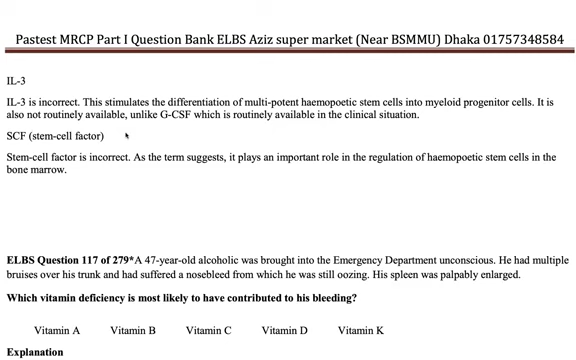 Pastest MRCP Part I Question Bank ELBS Aziz super market (Near BSMMU) Dhaka 01757348584
IL-3
IL-3 is incorrect. This stimulates the differentiation of multi-potent haemopoetic stem cells into myeloid progenitor cells. It is
also not routinely available, unlike G-CSF which is routinely available in the clinical situation.
SCF (stem-cell factor)
Stem-cell factor is incorrect. As the term suggests, it plays an important role in the regulation of haemopoetic stem cells in the
bone marrow.
ELBS Question 117 of 279*A 47-year-old alcoholic was brought into the Emergency Department unconscious. He had multiple
bruises over his trunk and had suffered a nosebleed from which he was still oozing. His spleen was palpably enlarged.
Which vitamin deficiency is most likely to have contributed to his bleeding?
Vitamin A Vitamin B Vitamin C Vitamin D Vitamin K
Explanation